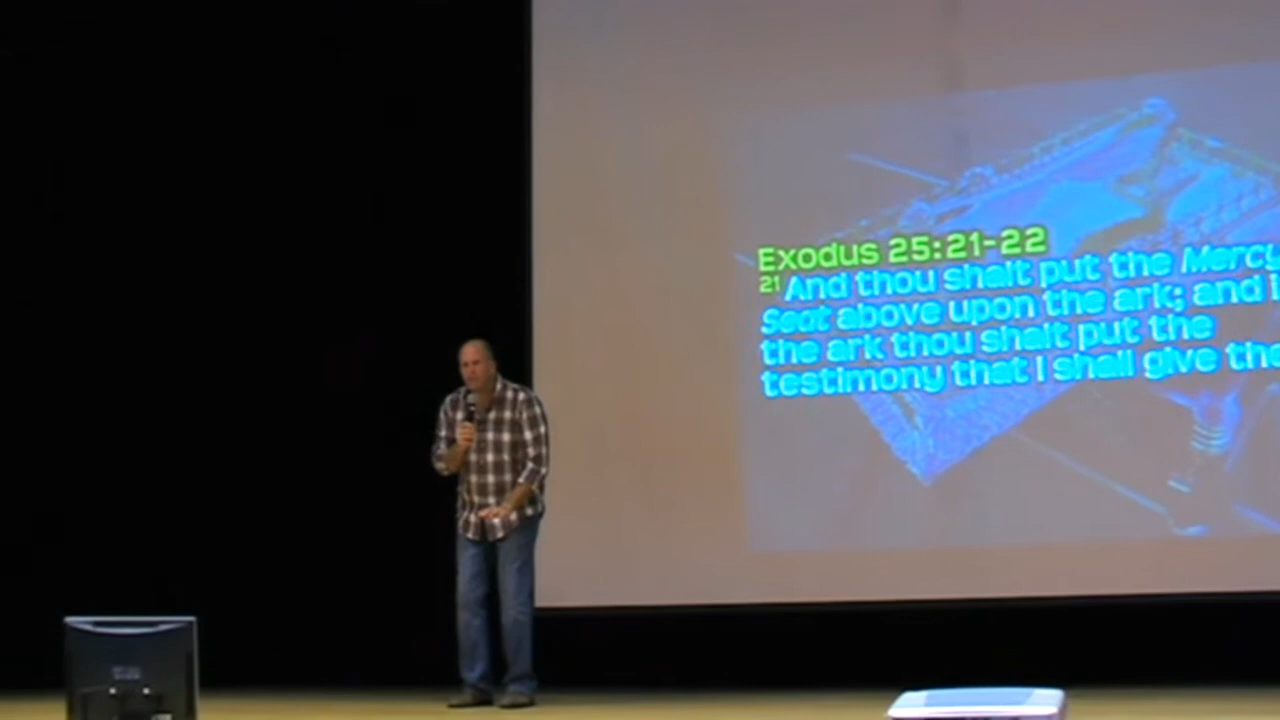 Exodus 25:21-22
21 And thou shalt put the Mercy
Seat above upon the ark; and i
the ark thou shalt put the
testimony that I shall give the